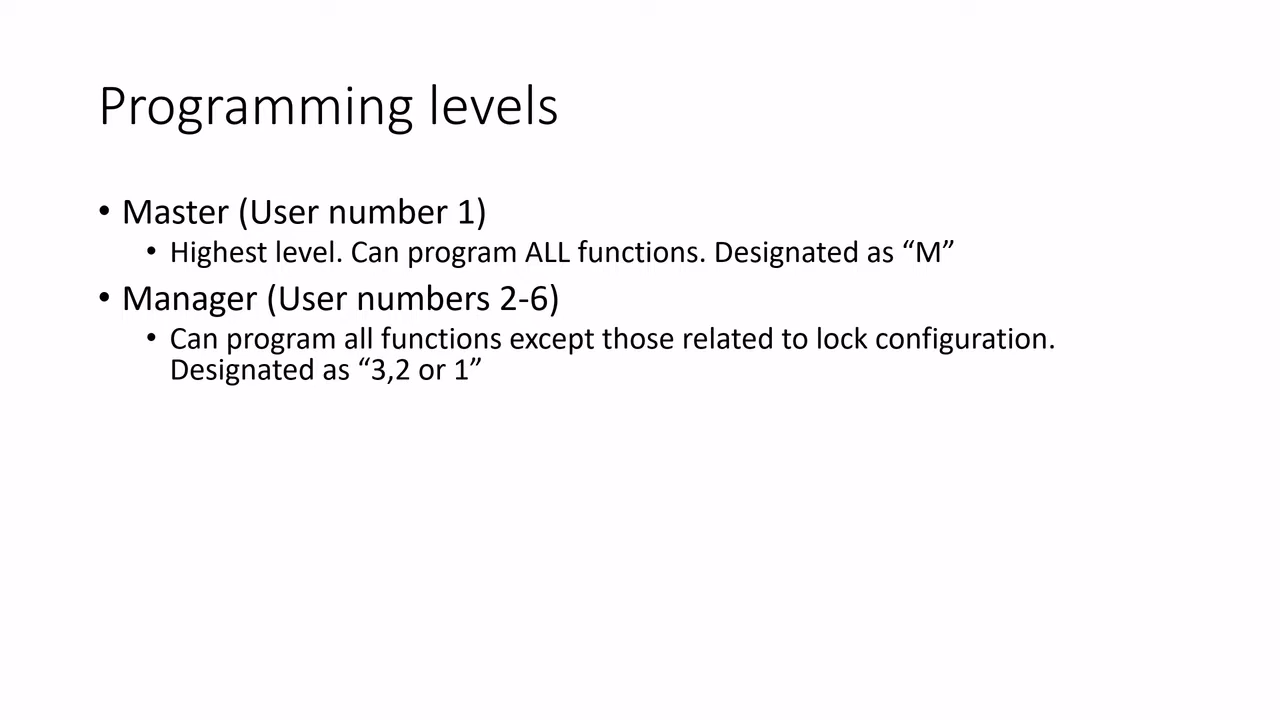 Programming levels
• Master (User number 1)
• Highest level. Can program ALL functions. Designated as “M”
• Manager (User numbers 2-6)
• Can program all functions except those related to lock configuration.
Designated as “3,2 or 1”